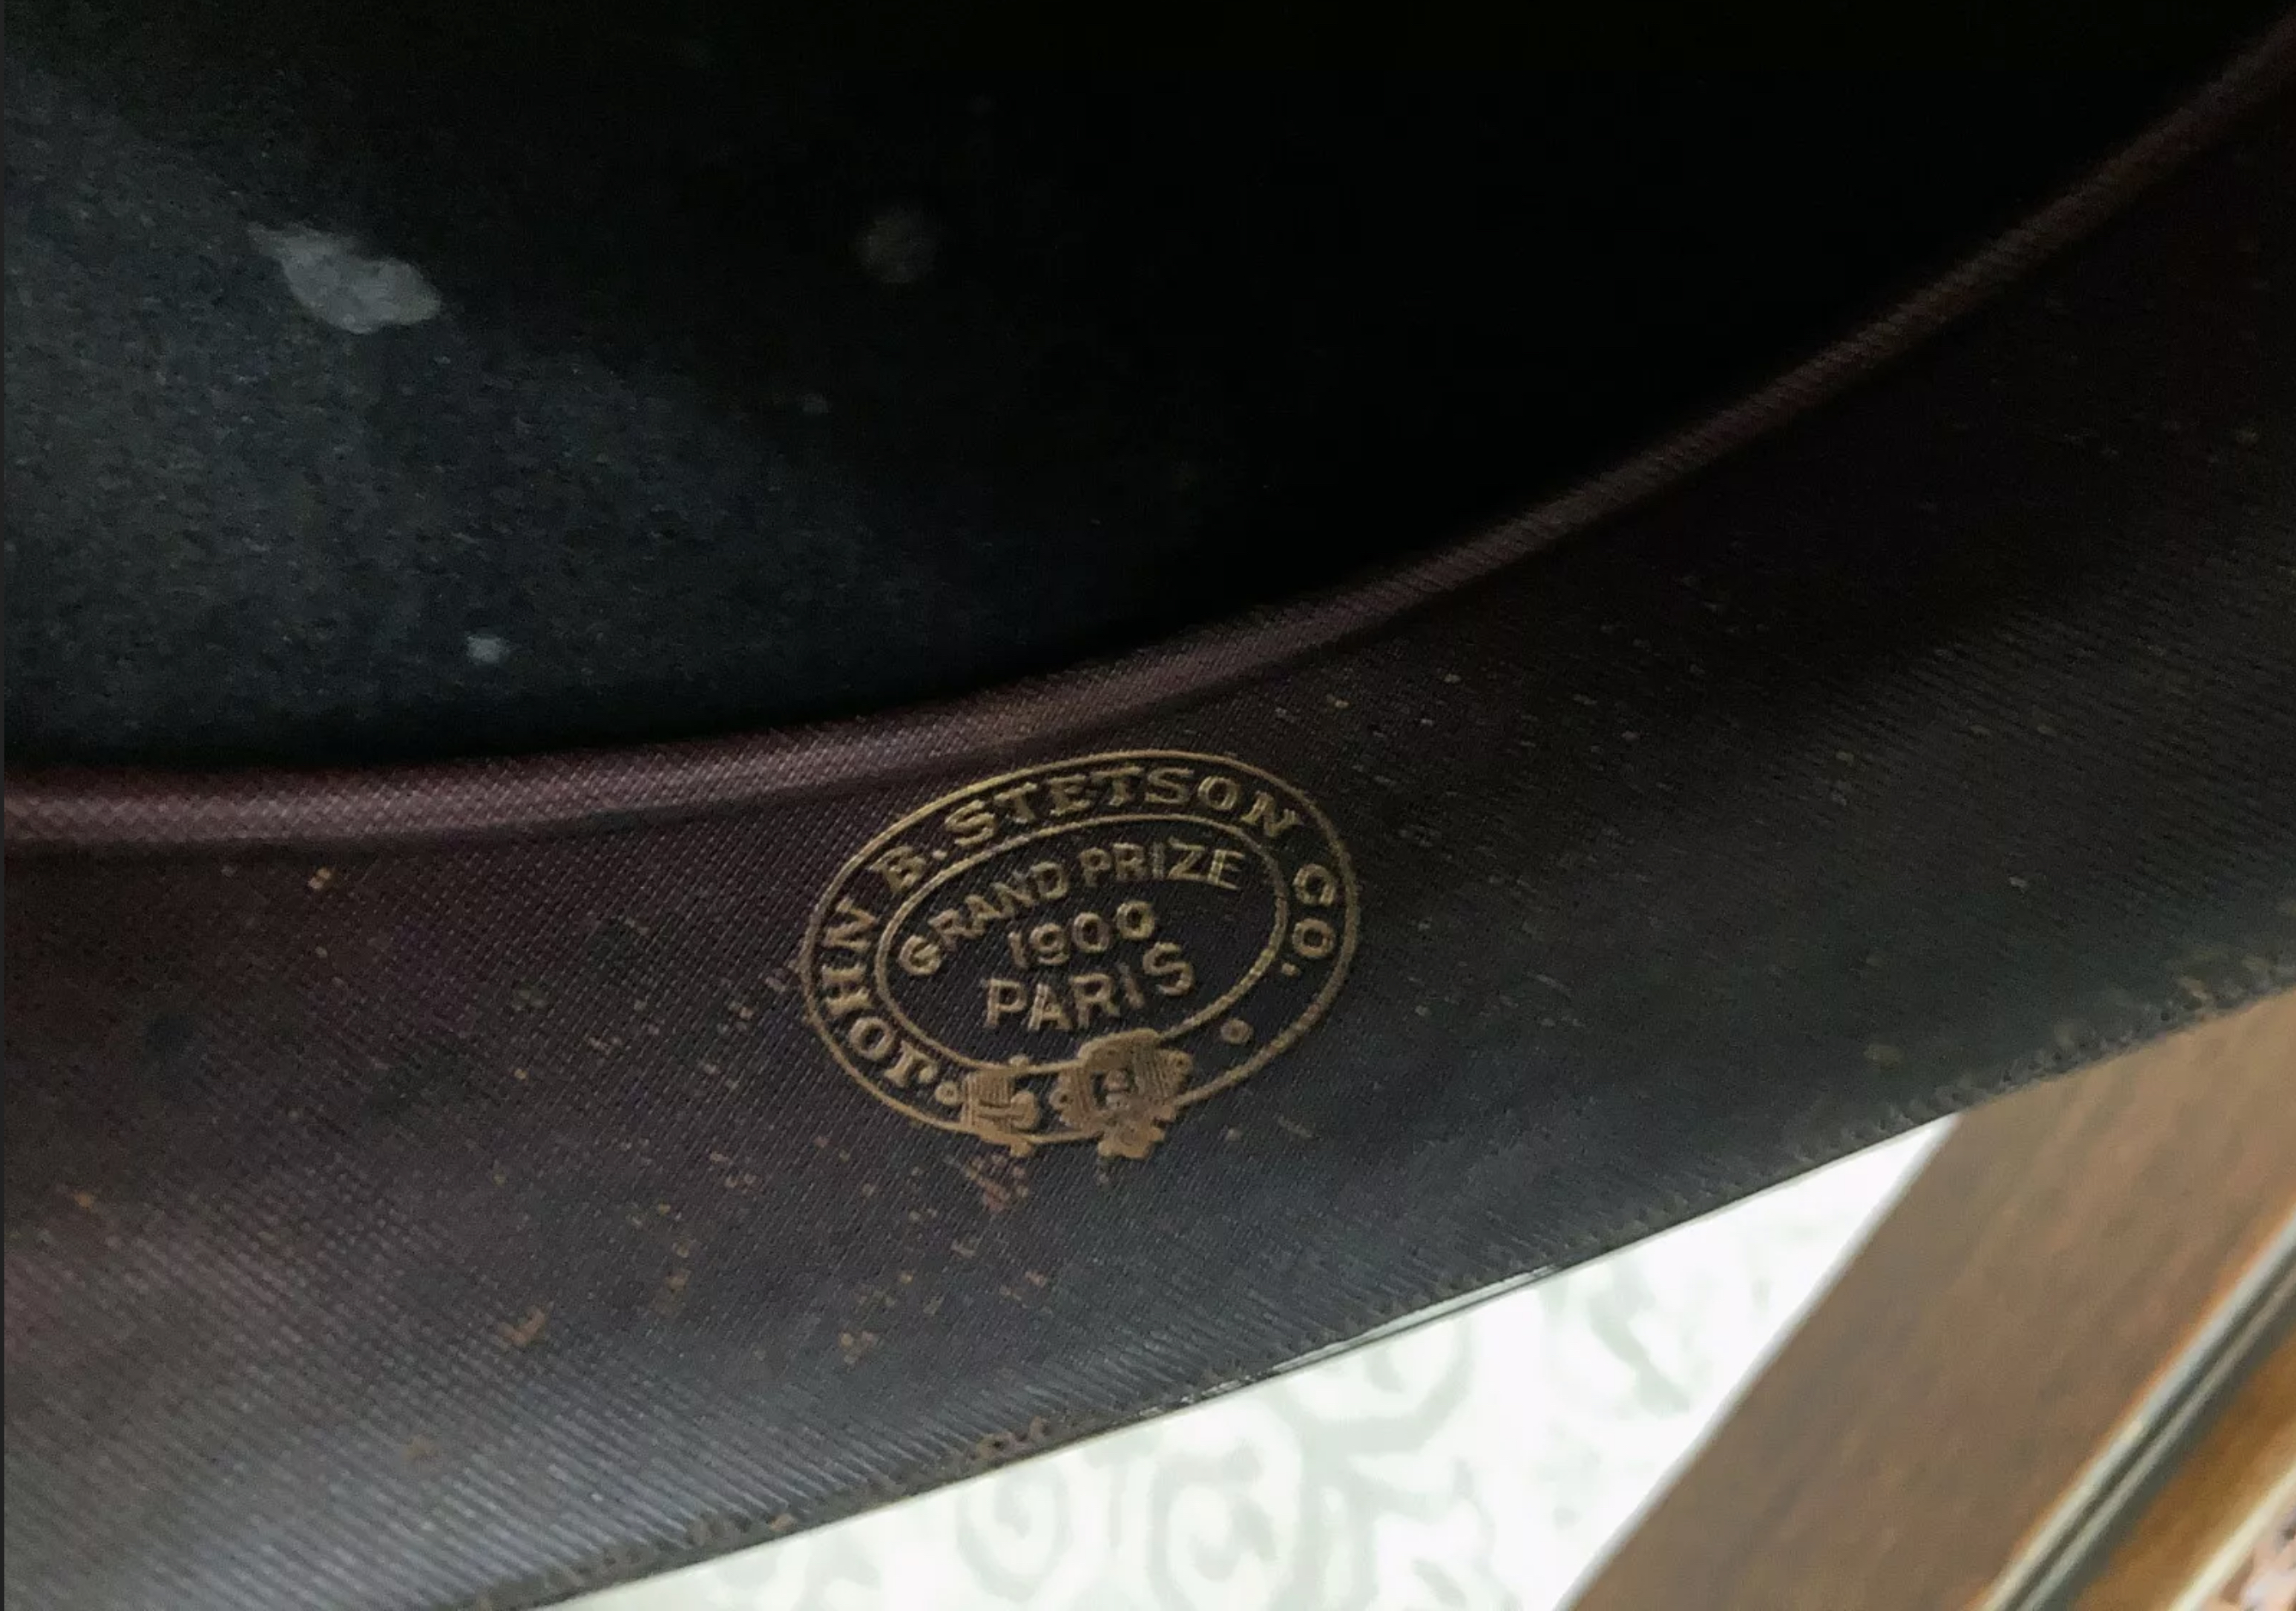 JOHN B. STETSON CO.
GRAND PRIZE
1900
PARIS